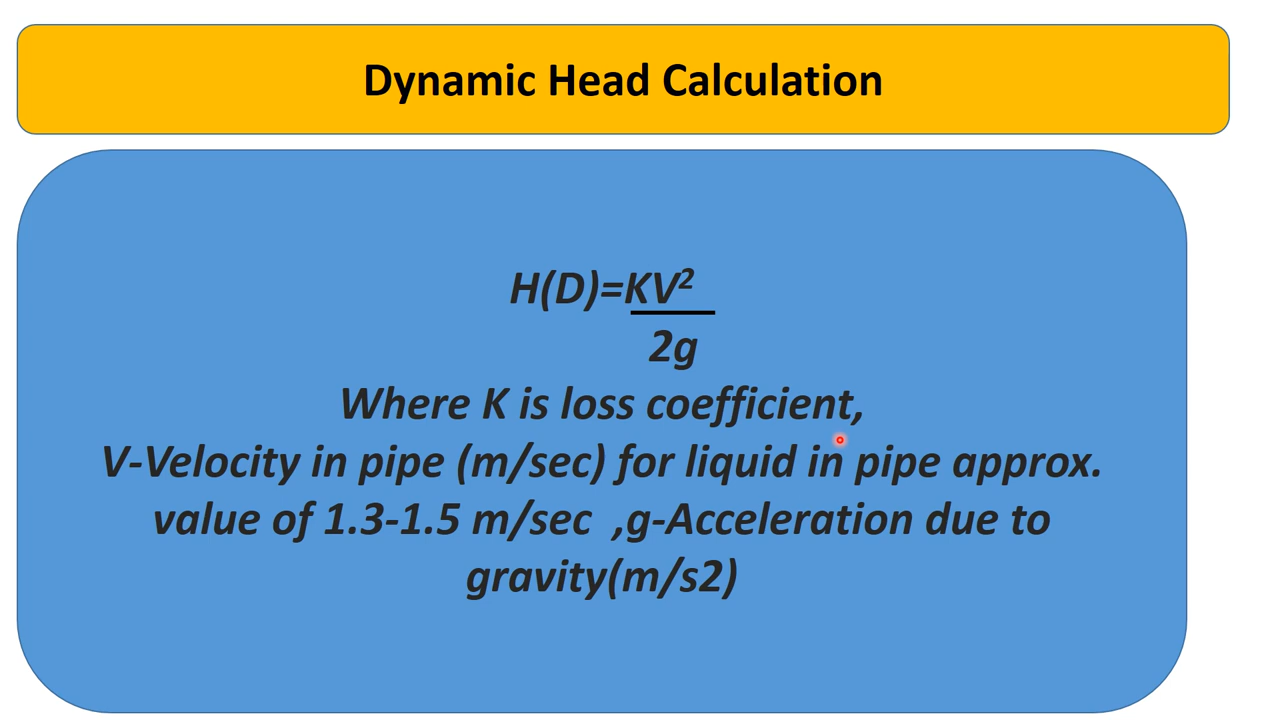 Dynamic Head Calculation
H(D)=KV²
2g
Where K is loss coefficient,
V-Velocity in pipe (m/sec) for liquid in pipe approx.
value of 1.3-1.5 m/sec ,g-Acceleration due to
gravity(m/s2)